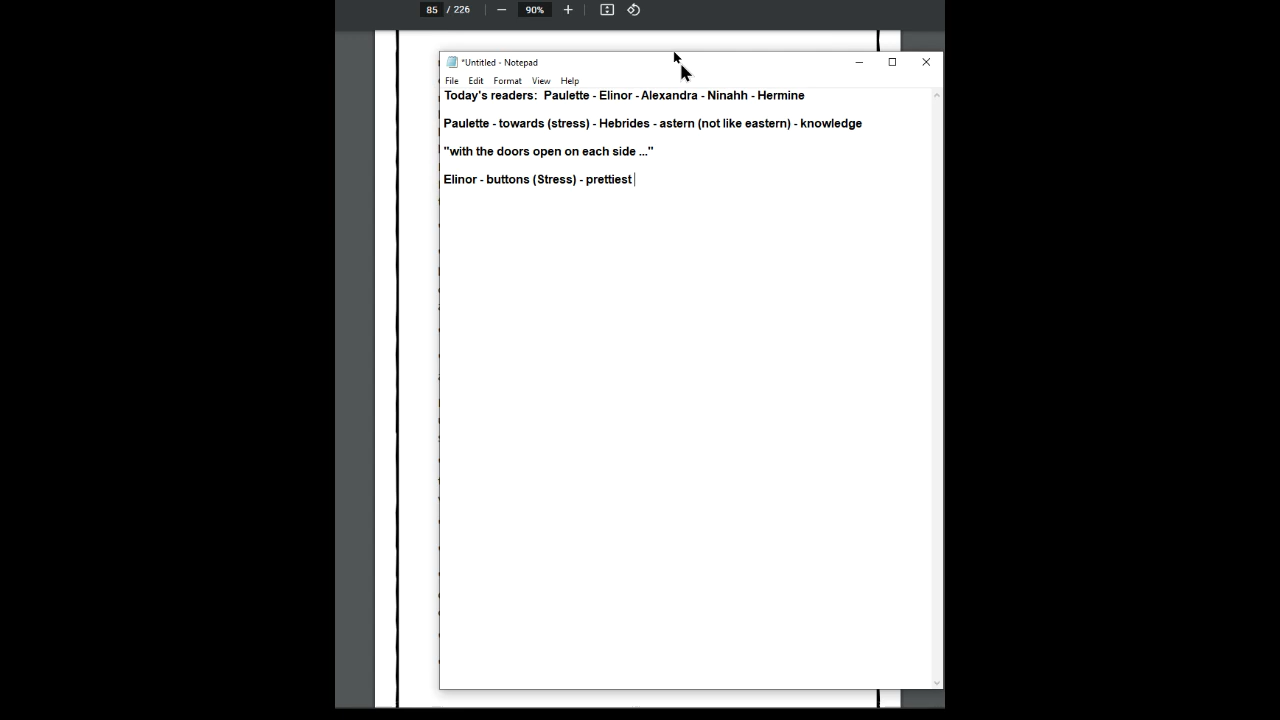 85 / 226 90%
*Untitled - Notepad
File Edit Format View Help
Today's readers: Paulette - Elinor - Alexandra - Ninahh - Hermine
Paulette - towards (stress) - Hebrides - astern (not like eastern) - knowledge
"with the doors open on each side ..."
Elinor - buttons (Stress) - prettiest